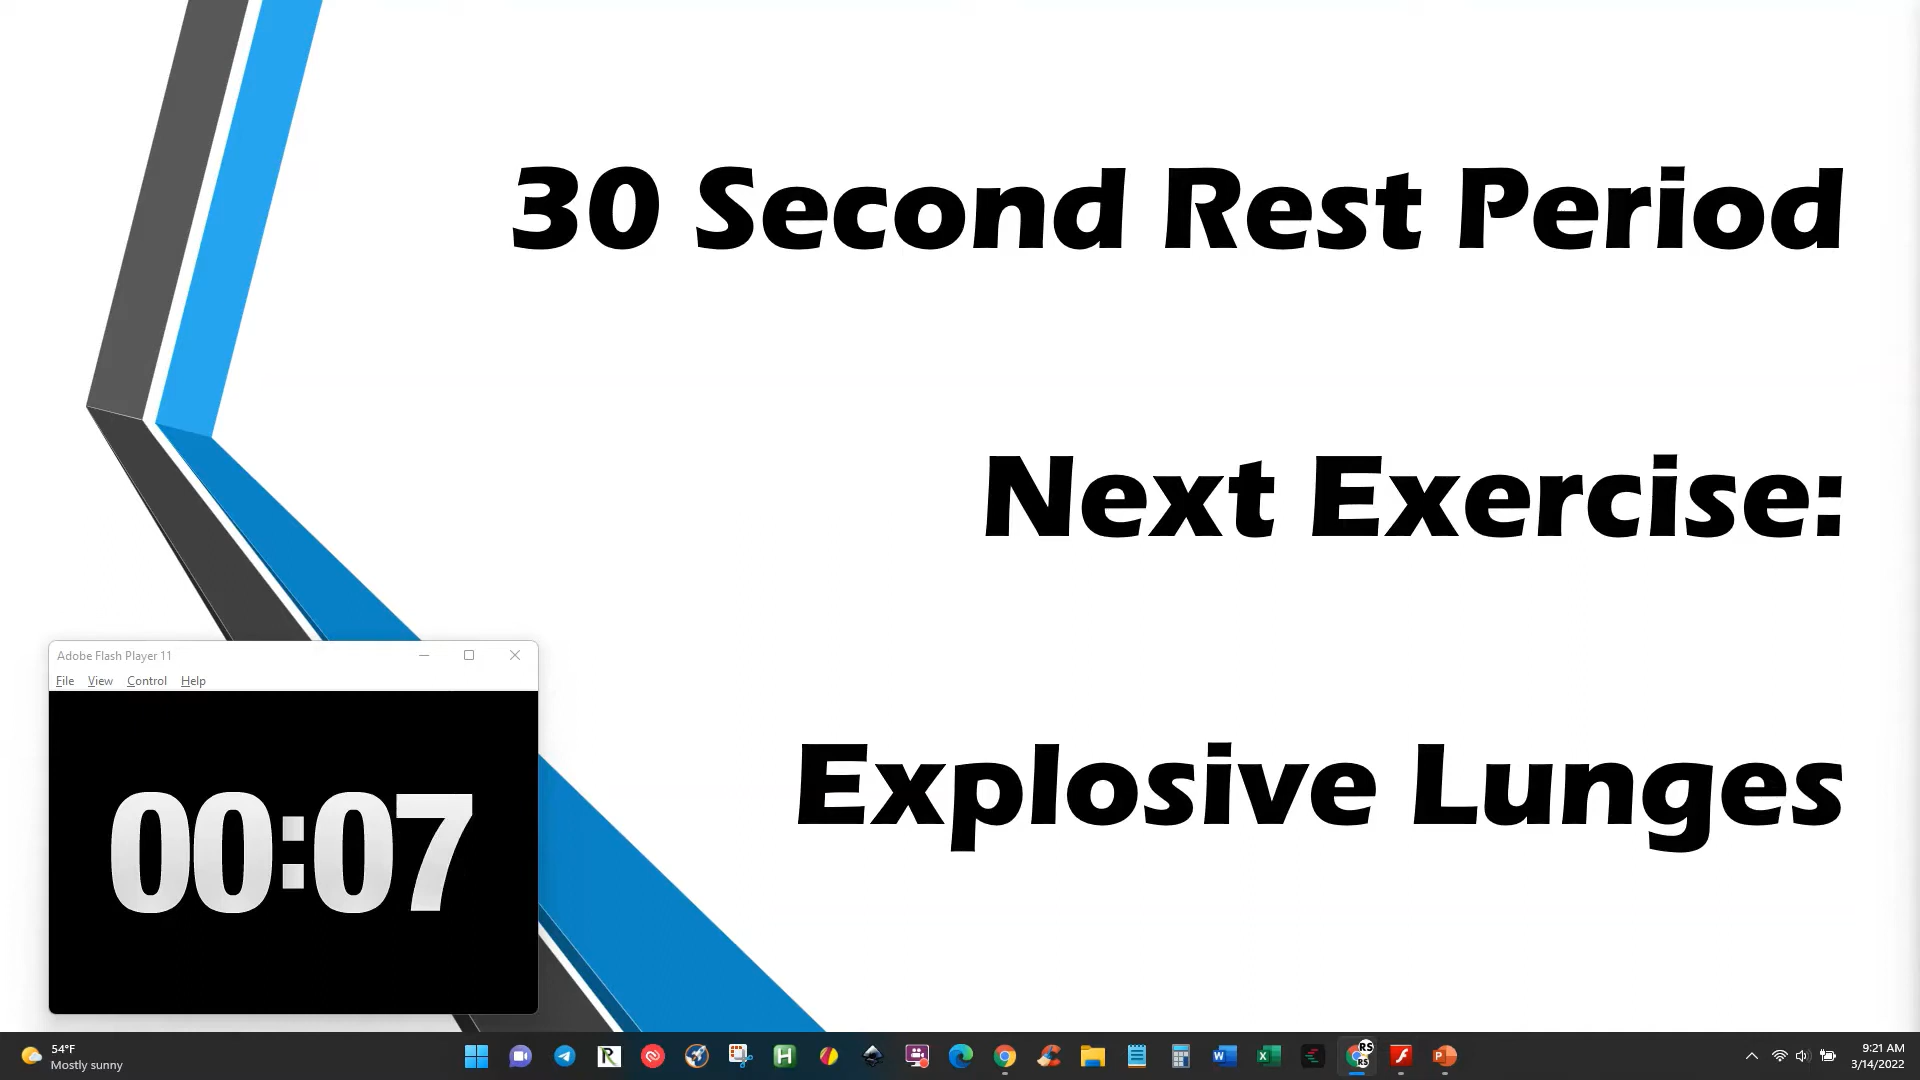 30 Second Rest Period
Next Exercise:
Explosive Lunges
Adobe Flash Player 11
File View Control Help
00:07
54°F
Mostly sunny
9:21 AM
3/14/2022